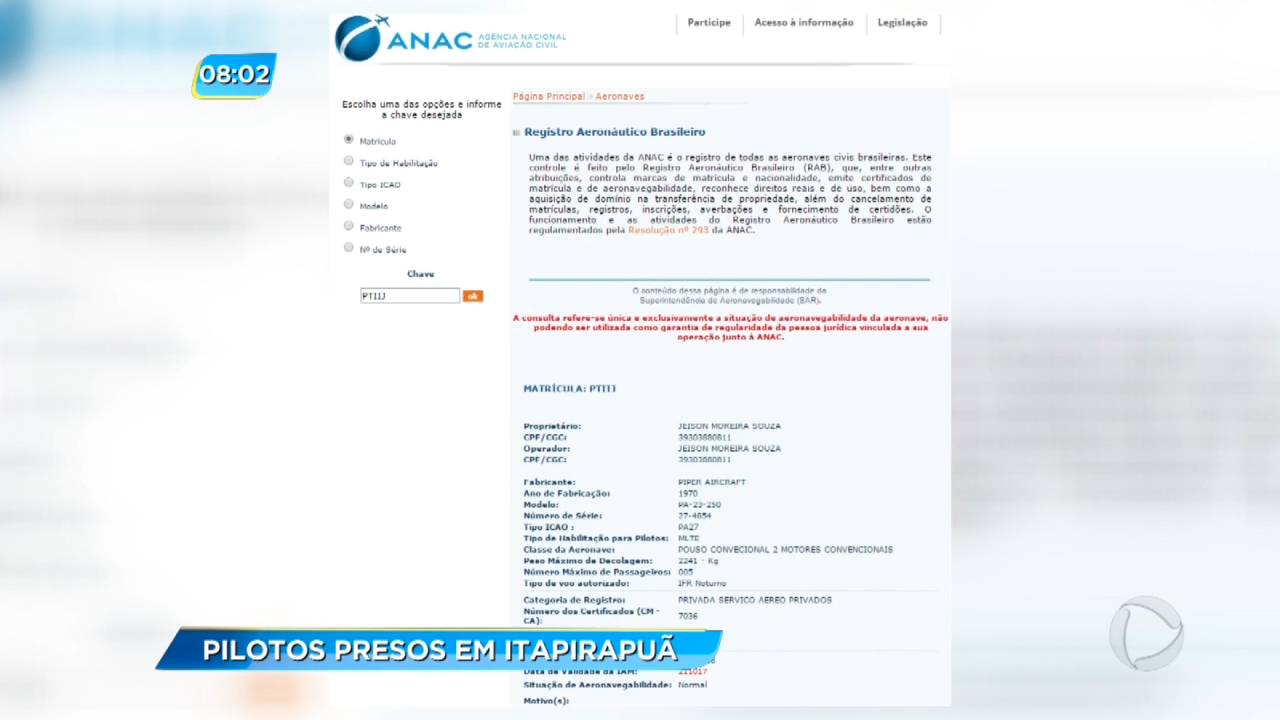 ANAC AGÊNCIA NACIONAL
DE AVIAÇÃO CIVIL
Participe Acesso à informação Legislação
08:02
Escolha uma das opções e informe
a chave desejada
Matrícula
Tipo de Habilitação
Tipo ICAO
Modelo
Fabricante
Nº de Série
Chave
PTIIJ ok
Página Principal > Aeronaves
Registro Aeronáutico Brasileiro
Uma das atividades da ANAC é o registro de todas as aeronaves civis brasileiras. Este
controle é feito pelo Registro Aeronáutico Brasileiro (RAB), que, entre outras
atribuições, controla marcas de matrícula e nacionalidade, emite certificados de
matrícula e de aeronavegabilidade, reconhece direitos reais e de uso, bem como a
aquisição de domínio na transferência de propriedade, além do cancelamento de
matrículas, registros, inscrições, averbações e fornecimento de certidões. O
funcionamento e as atividades do Registro Aeronáutico Brasileiro estão
regulamentados pela Resolução nº 293 da ANAC.
O conteúdo dessa página é de responsabilidade da
Superintendência de Aeronavegabilidade (SAR).
A consulta refere-se única e exclusivamente a situação de aeronavegabilidade da aeronave, não
podendo ser utilizada como garantia de regularidade da pessoa jurídica vinculada a sua
operação junto à ANAC.
MATRÍCULA: PTIIJ
Proprietário: JEISON MOREIRA SOUZA
CPF/CGC: 39303880811
Operador: JEISON MOREIRA SOUZA
CPF/CGC: 39303880811
Fabricante: PIPER AIRCRAFT
Ano de Fabricação: 1970
Modelo: PA-23-250
Número de Série: 27-4854
Tipo ICAO : PA27
Tipo de Habilitação para Pilotos: MLTE
Classe da Aeronave: POUSO CONVECIONAL 2 MOTORES CONVENCIONAIS
Peso Máximo de Decolagem: 2241 - Kg
Número Máximo de Passageiros: 005
Tipo de voo autorizado: IFR Noturno
Categoria de Registro: PRIVADA SERVICO AEREO PRIVADOS
Número dos Certificados (CM -
CA): 7036
PILOTOS PRESOS EM ITAPIRAPUÃ
Data de Validade da IAM: 211017
Situação de Aeronavegabilidade: Normal
Motivo(s):